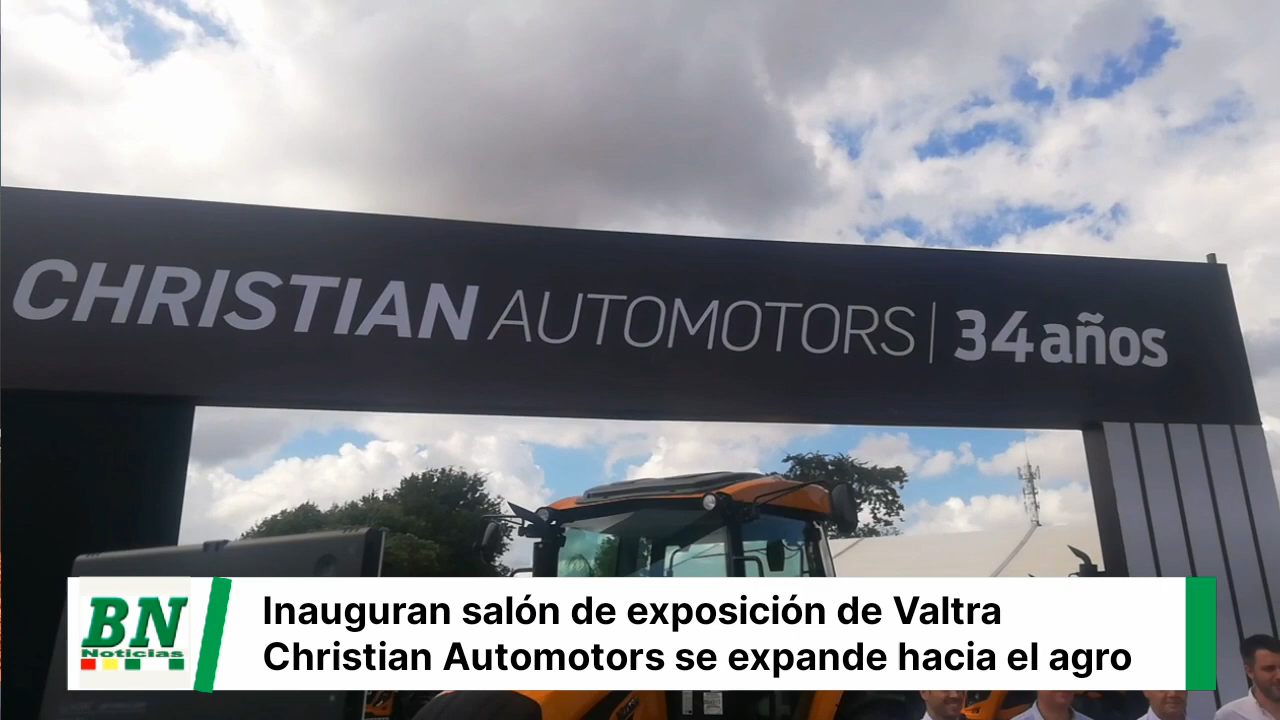 CHRISTIAN AUTOMOTORS | 34 años
BN
Noticias
Inauguran salón de exposición de Valtra
Christian Automotors se expande hacia el agro